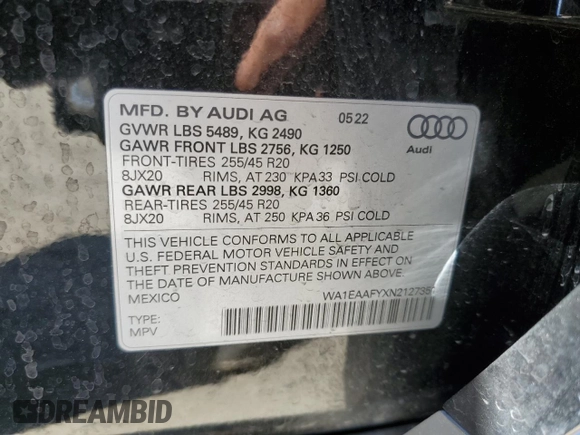 MFD. BY AUDI AG 05 22
GVWR LBS 5489, KG 2490
GAWR FRONT LBS 2756, KG 1250
FRONT-TIRES 255/45 R20
8JX20 RIMS, AT 230 KPA33 PSI COLD
GAWR REAR LBS 2998, KG 1360
REAR-TIRES 255/45 R20
8JX20 RIMS, AT 250 KPA 36 PSI COLD
Audi
THIS VEHICLE CONFORMS TO ALL APPLICABLE
U.S. FEDERAL MOTOR VEHICLE SAFETY AND
THEFT PREVENTION STANDARDS IN EFFECT ON
THE DATE OF MANUFACTURE SHOWN ABOVE.
MEXICO
TYPE:
MPV
DREAMBID